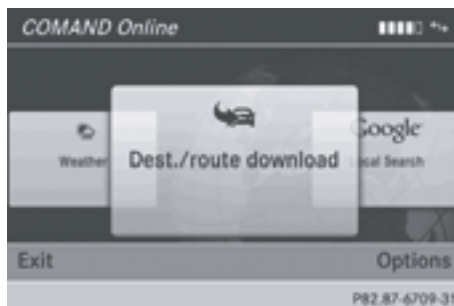 COMAND Online
Weather
Dest./route download
Google
Local Search
Exit
Options
P82.87-6709-31